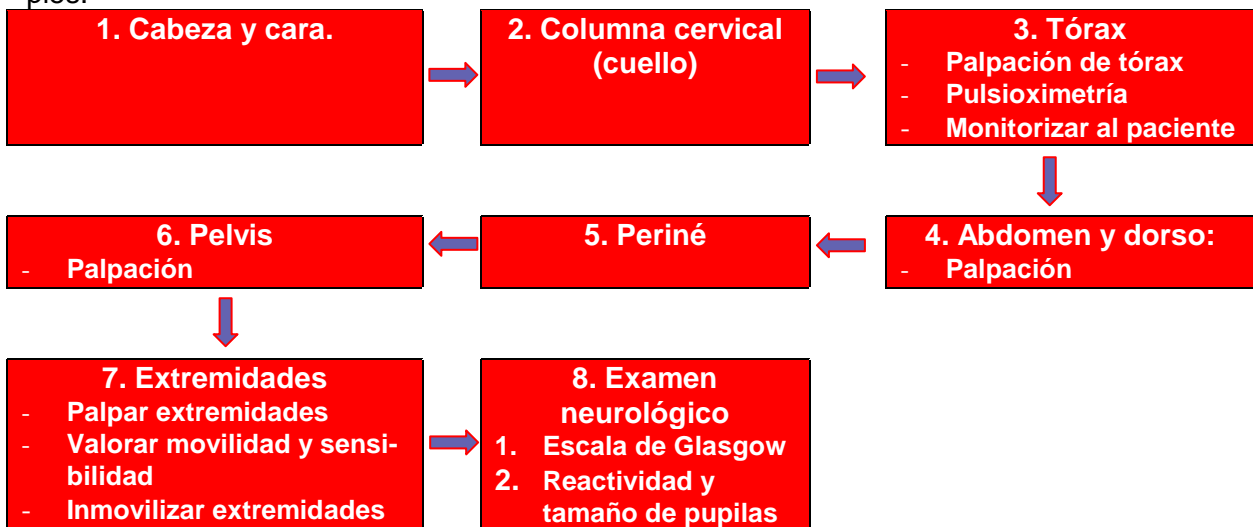 pies.
1. Cabeza y cara.
2. Columna cervical
(cuello)
3. Tórax
- Palpación de tórax
- Pulsioximetría
- Monitorizar al paciente
4. Abdomen y dorso:
- Palpación
5. Periné
6. Pelvis
- Palpación
7. Extremidades
- Palpar extremidades
- Valorar movilidad y sensi-
bilidad
- Inmovilizar extremidades
8. Examen
neurológico
1. Escala de Glasgow
2. Reactividad y
tamaño de pupilas